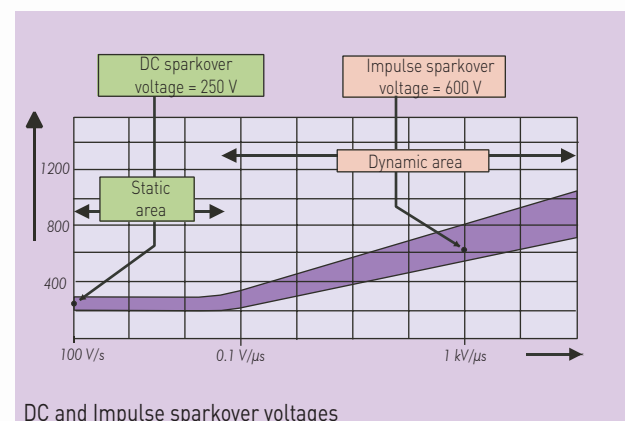 DC sparkover
voltage = 250 V
Impulse sparkover
voltage = 600 V
Dynamic area
1200
Static
area
800
400
100 V/s
0.1 V/µs
1 kV/µs
DC and Impulse sparkover voltages